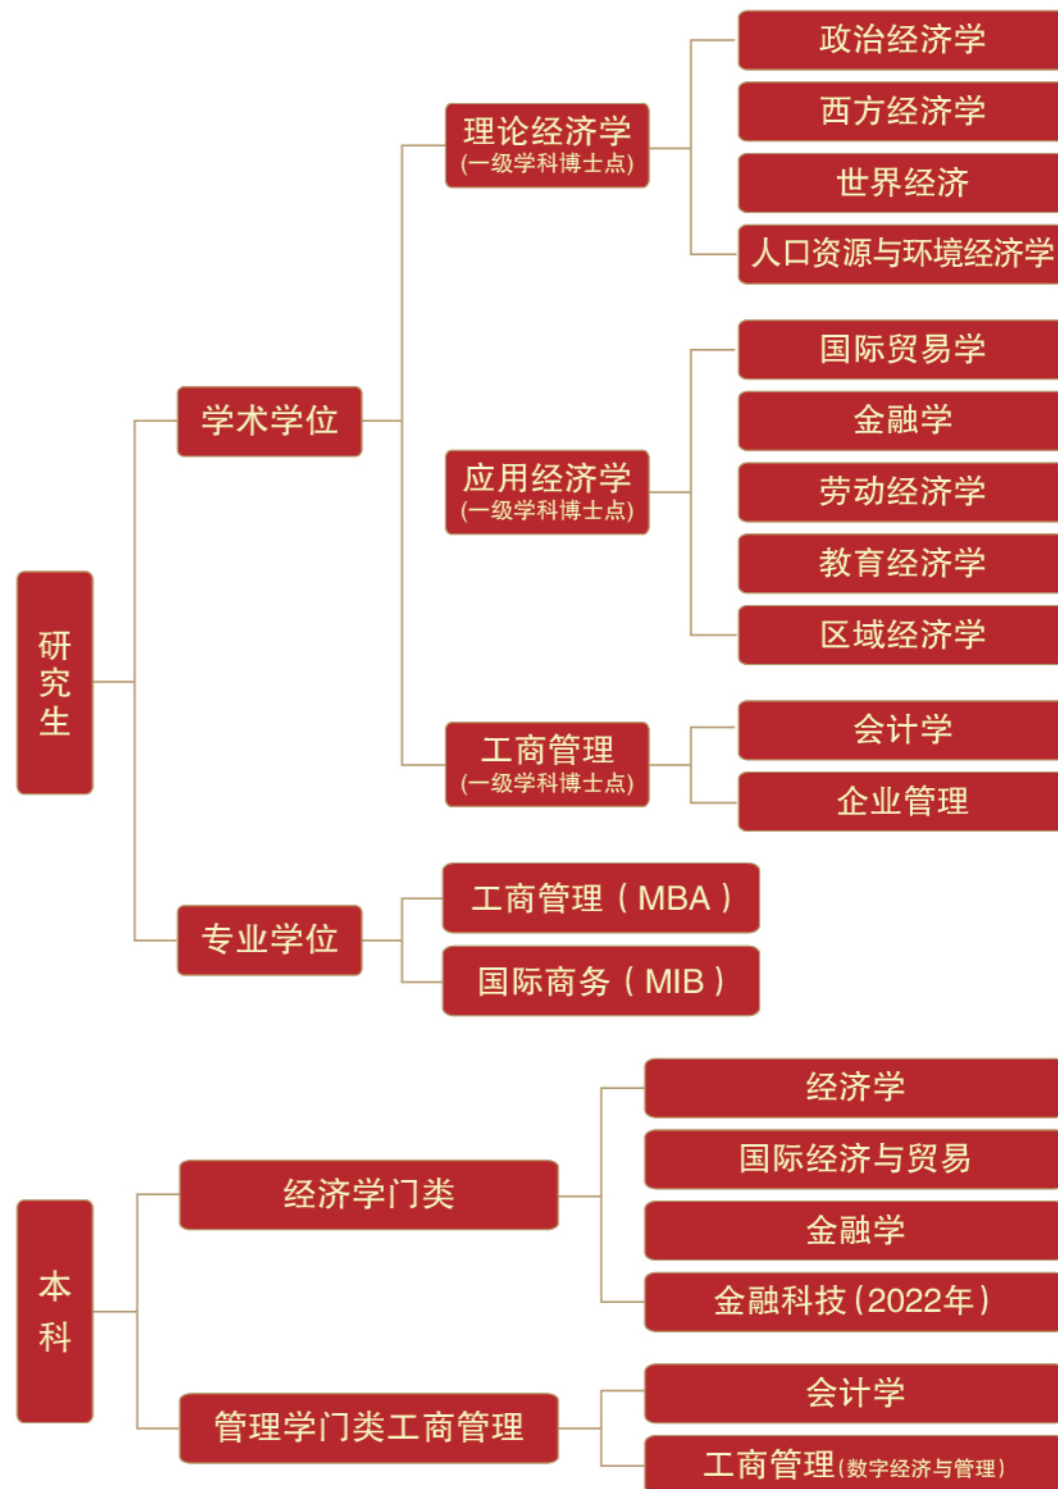 研究生
学术学位
理论经济学
(一级学科博士点)
政治经济学
西方经济学
世界经济
人口资源与环境经济学
应用经济学
(一级学科博士点)
国际贸易学
金融学
劳动经济学
教育经济学
区域经济学
工商管理
(一级学科博士点)
会计学
企业管理
专业学位
工商管理（MBA）
国际商务（MIB）
本科
经济学门类
经济学
国际经济与贸易
金融学
金融科技(2022年)
管理学门类工商管理
会计学
工商管理(数字经济与管理)